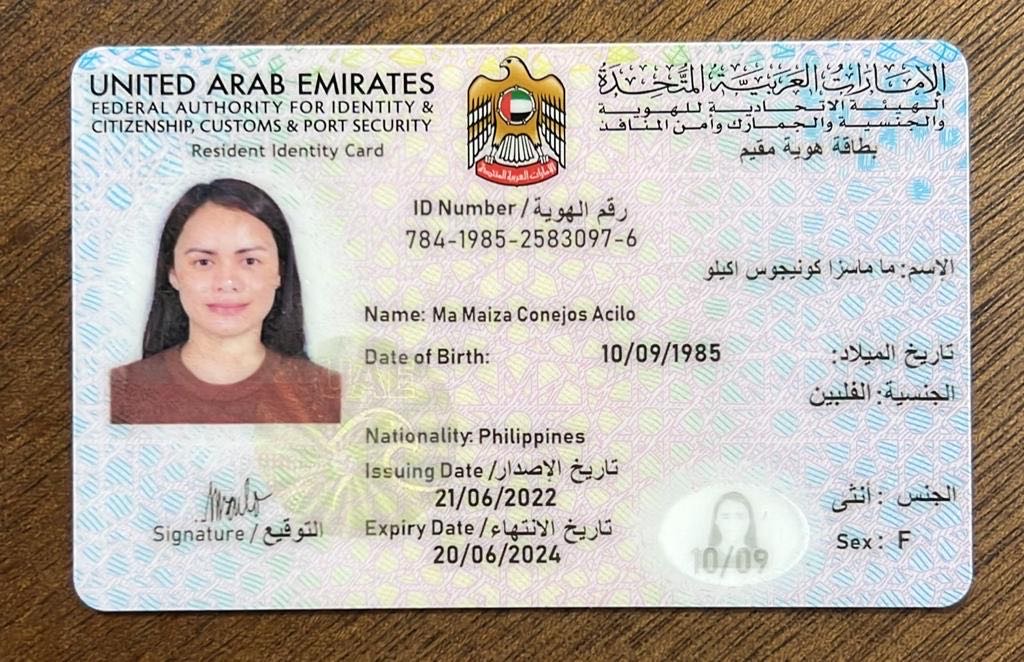 UNITED ARAB EMIRATES
FEDERAL AUTHORITY FOR IDENTITY &
CITIZENSHIP, CUSTOMS & PORT SECURITY
Resident Identity Card
الإمارات العربية المتحدة
الهيئة الاتحادية للهوية
والجنسية والجمارك وأمن المنافذ
بطاقة هوية مقيم
الامارات العربية المتحدة
ID Number / رقم الهوية
784-1985-2583097-6
الإسم: ما ماسزا كونيجوس اكيلو
Name: Ma Maiza Conejos Acilo
Date of Birth: 10/09/1985 تاريخ الميلاد:
الجنسية: الفلبين
Nationality: Philippines
Issuing Date / تاريخ الإصدار
21/06/2022
Expiry Date / تاريخ الانتهاء
20/06/2024
الجنس : أنثى
Sex: F
Signature / التوقيع
UAE
10/09